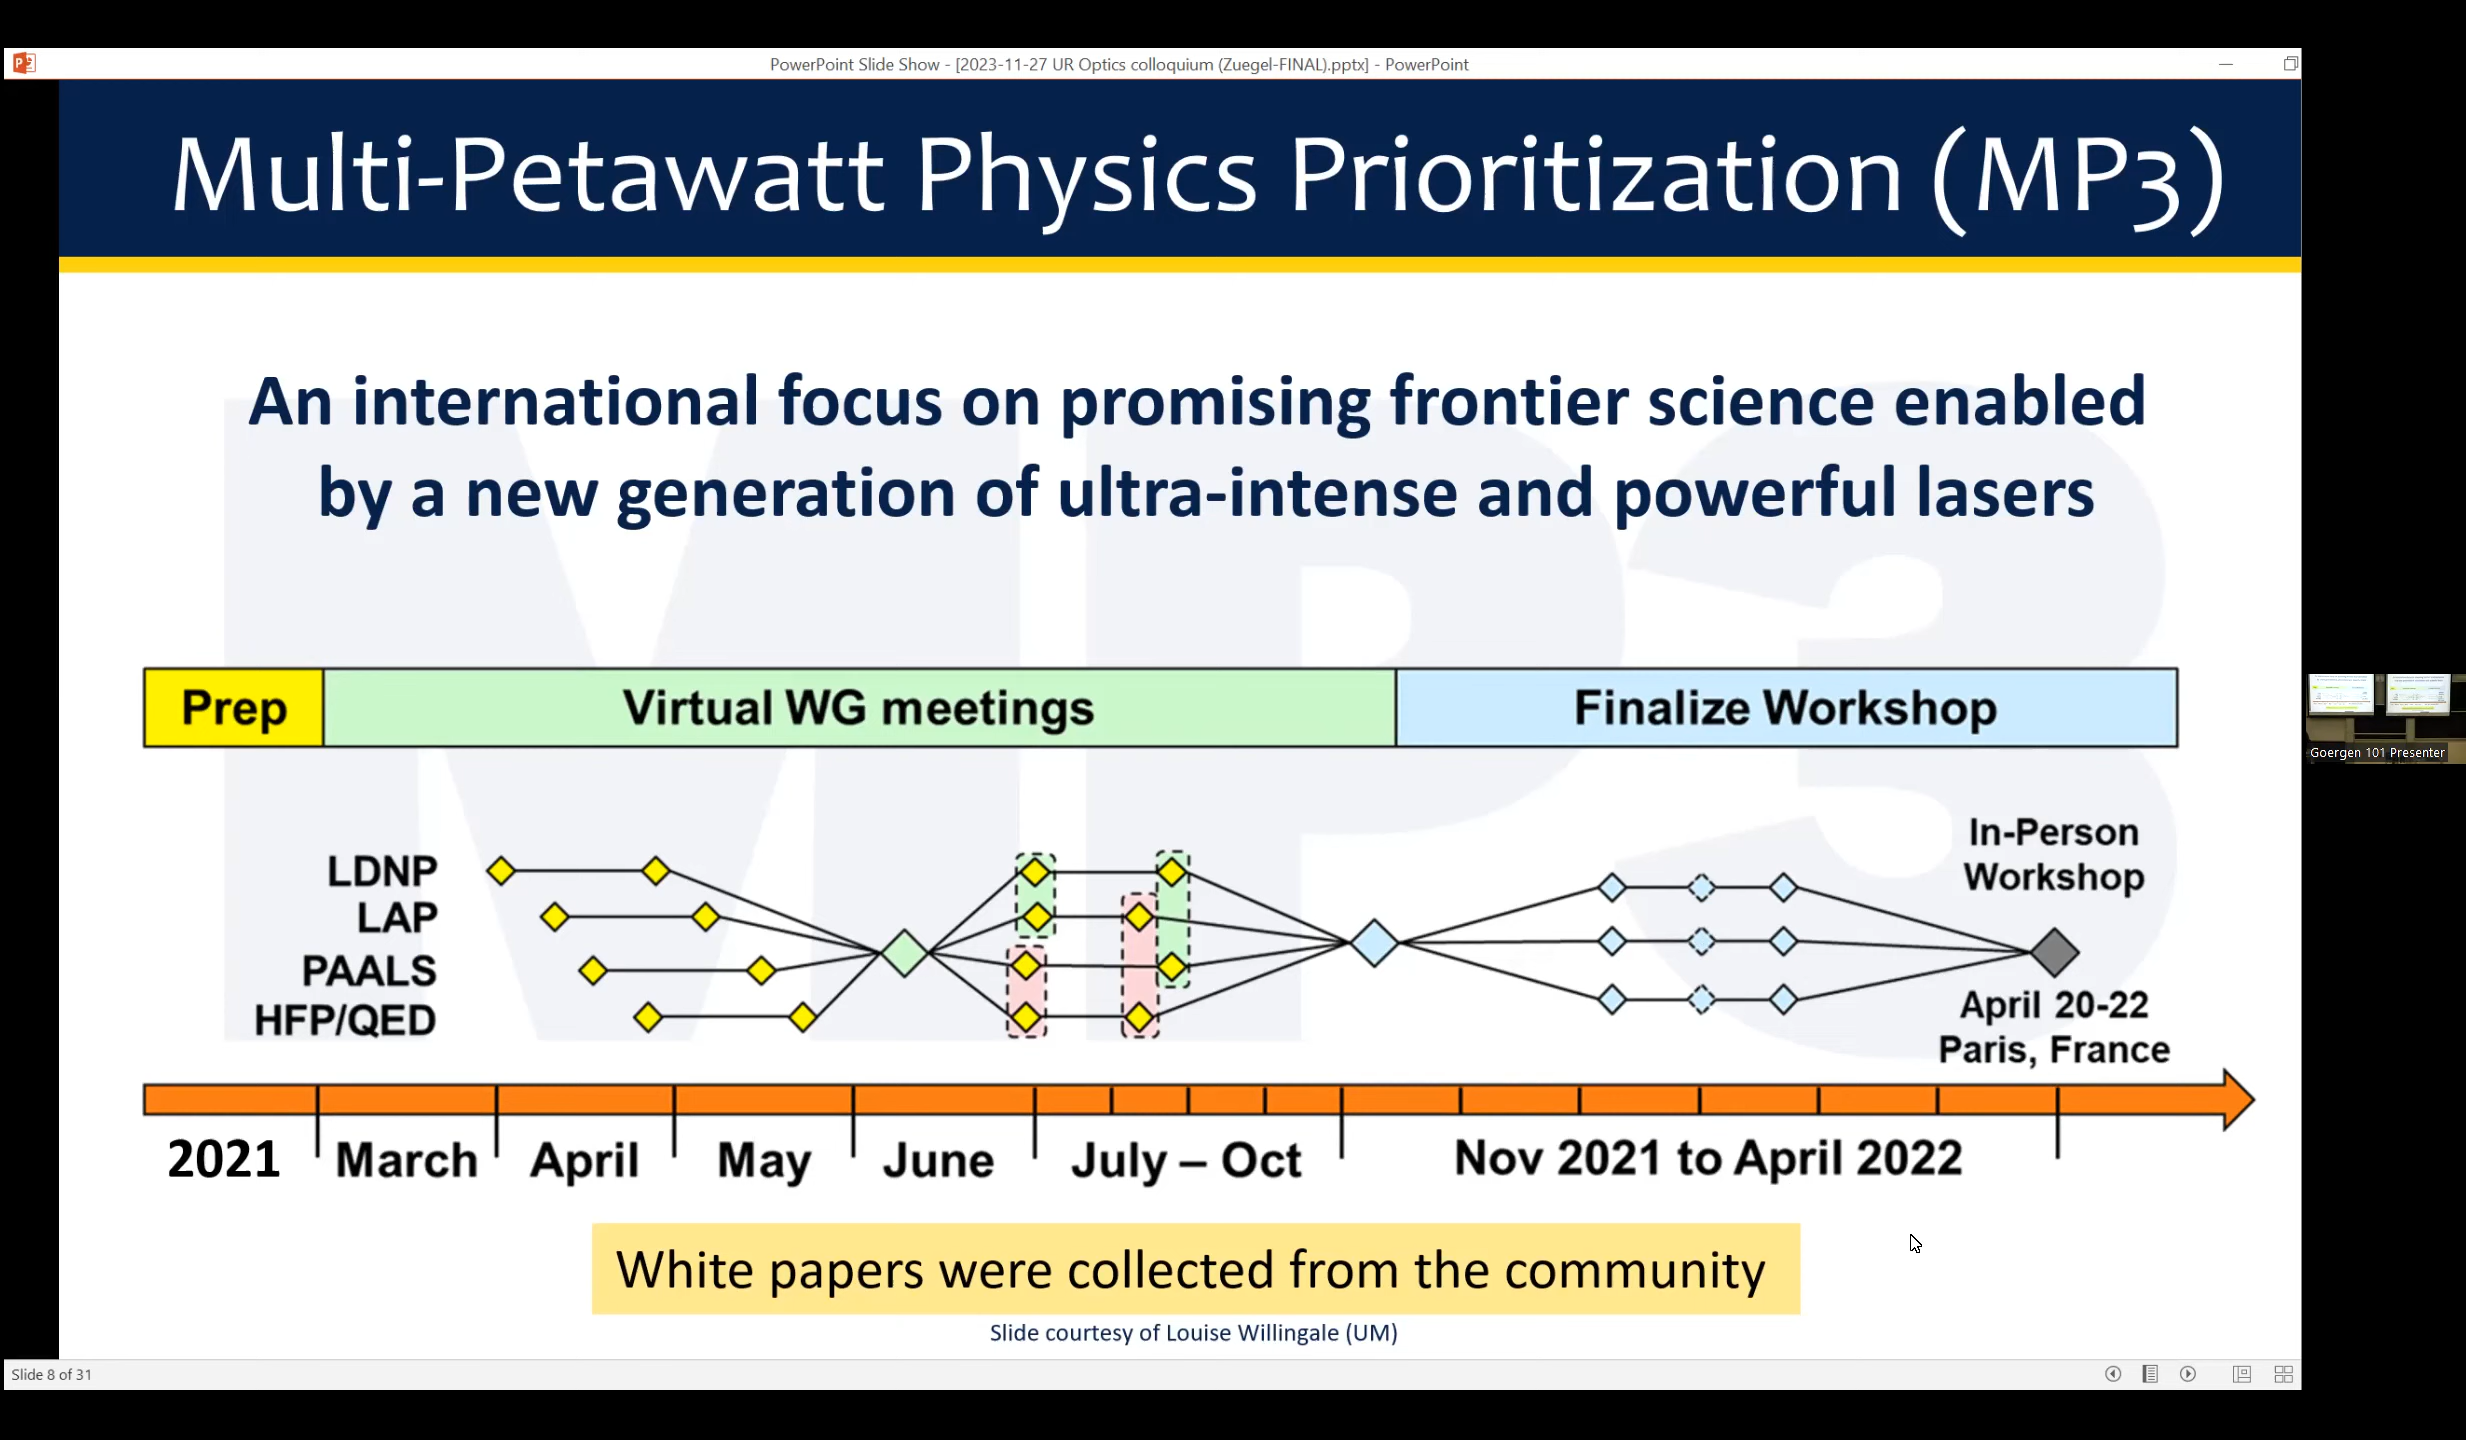 PowerPoint Slide Show - [2023-11-27 UR Optics colloquium (Zuegel-FINAL).pptx] - PowerPoint
Multi-Petawatt Physics Prioritization (MP3)
An international focus on promising frontier science enabled
by a new generation of ultra-intense and powerful lasers
MP3
Prep
Virtual WG meetings
Finalize Workshop
LDNP
LAP
PAALS
HFP/QED
In-Person
Workshop
April 20-22
Paris, France
2021
March
April
May
June
July – Oct
Nov 2021 to April 2022
White papers were collected from the community
Slide courtesy of Louise Willingale (UM)
Slide 8 of 31
Goergen 101 Presenter